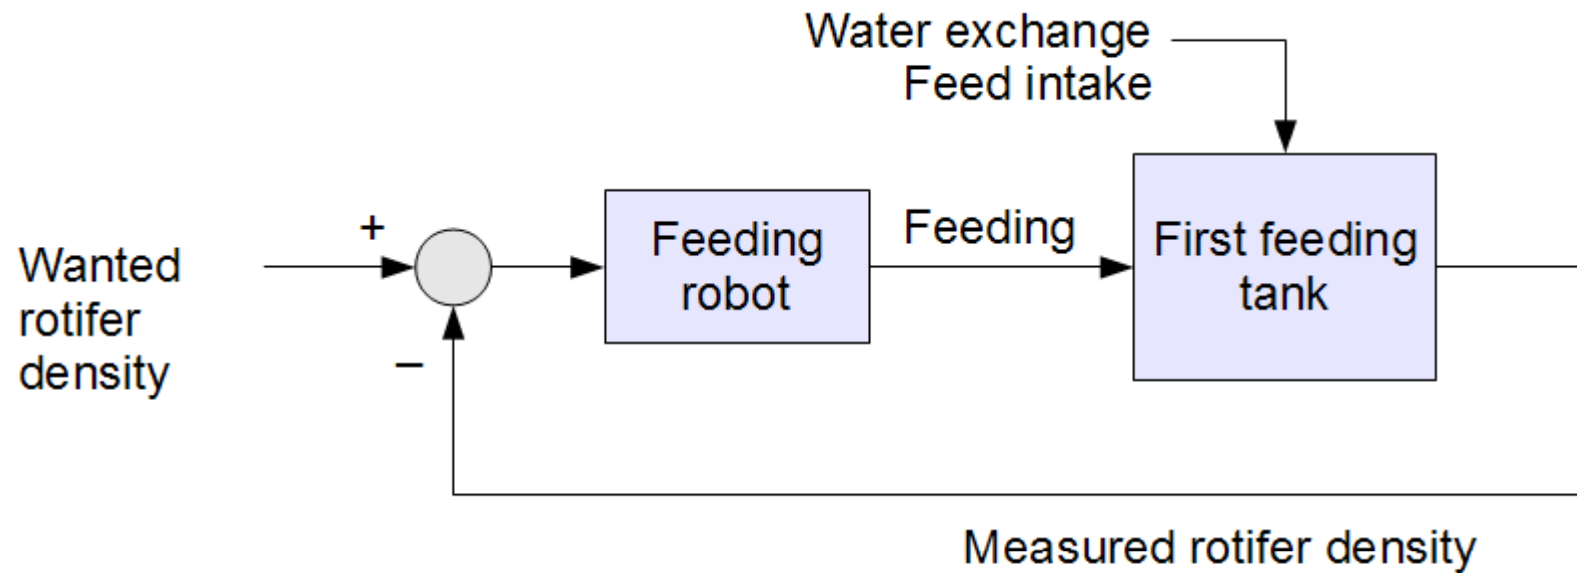 Water exchange
Feed intake
Wanted
rotifer
density
+
–
Feeding
robot
Feeding
First feeding
tank
Measured rotifer density